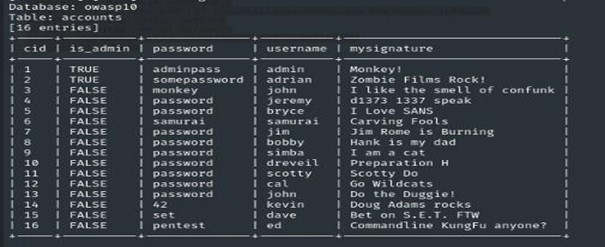 Database: owasp10
Table: accounts
[16 entries]
| cid | is_admin | password | username | mysignature |
| 1 | TRUE | adminpass | admin | Monkey! |
| 2 | TRUE | somepassword | adrian | Zombie Films Rock! |
| 3 | FALSE | monkey | john | I like the smell of confunk |
| 4 | FALSE | password | jeremy | d1373 1337 speak |
| 5 | FALSE | password | bryce | I Love SANS |
| 6 | FALSE | samurai | samurai | Carving Fools |
| 7 | FALSE | password | jim | Jim Rome is Burning |
| 8 | FALSE | password | bobby | Hank is my dad |
| 9 | FALSE | password | simba | I am a cat |
| 10 | FALSE | password | dreveil | Preparation H |
| 11 | FALSE | password | scotty | Scotty Do |
| 12 | FALSE | password | cal | Go Wildcats |
| 13 | FALSE | password | john | Do the Duggie! |
| 14 | FALSE | 42 | kevin | Doug Adams rocks |
| 15 | FALSE | set | dave | Bet on S.E.T. FTW |
| 16 | FALSE | pentest | ed | Commandline KungFu anyone? |